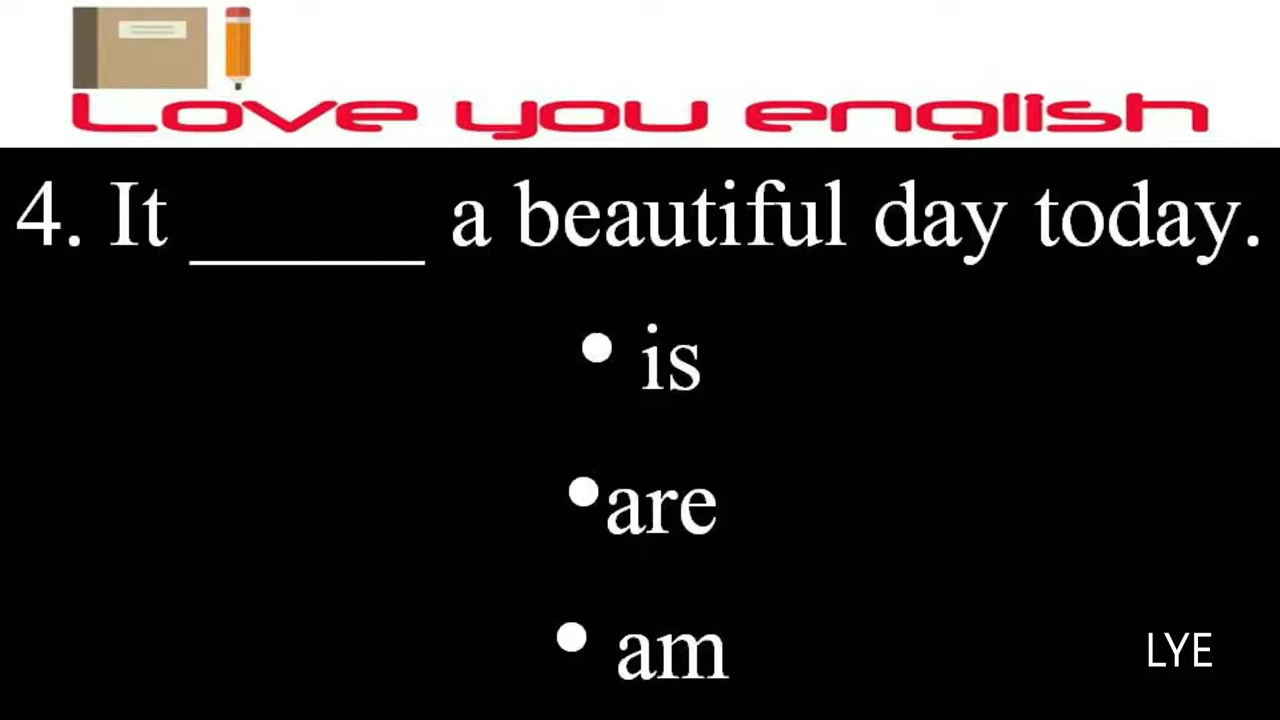 Love you english
4. It ______ a beautiful day today.
• is
•are
• am
LYE